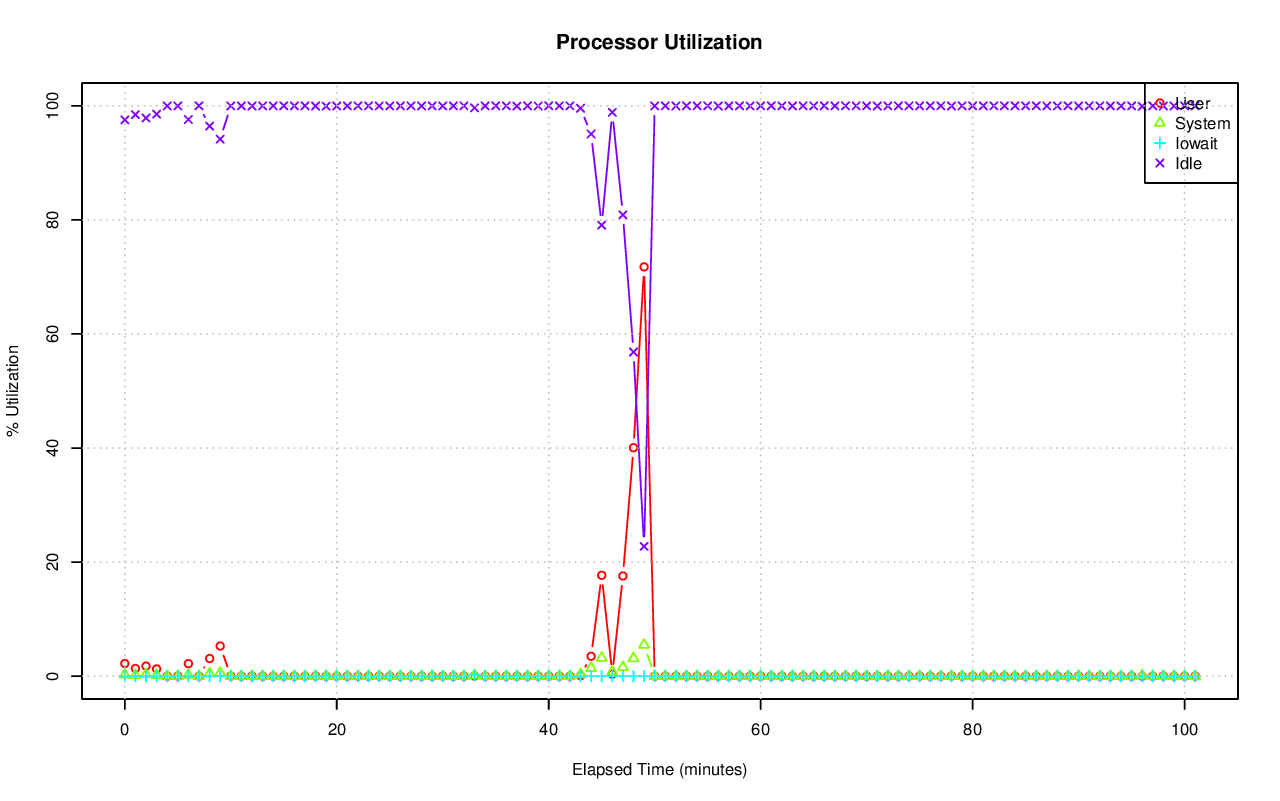 Processor Utilization
% Utilization
100
80
60
40
20
0
User
System
Iowait
Idle
0 20 40 60 80 100
Elapsed Time (minutes)